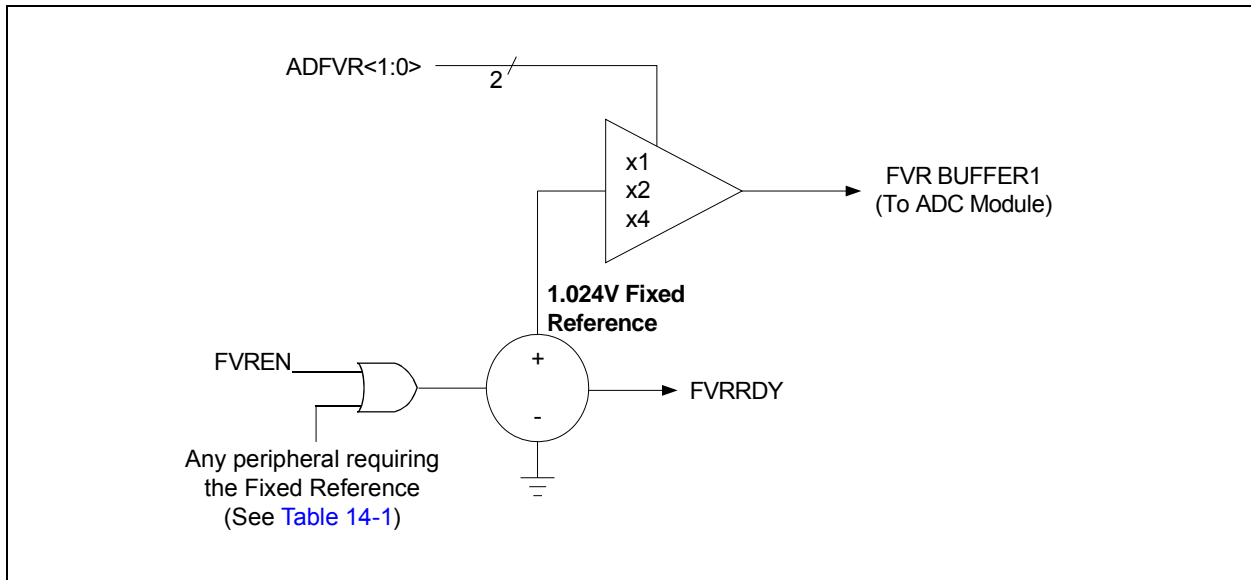 ADFVR<1:0>
2
x1
x2
x4
FVR BUFFER1
(To ADC Module)
1.024V Fixed
Reference
FVREN
+
-
FVRRDY
Any peripheral requiring
the Fixed Reference
(See Table 14-1)